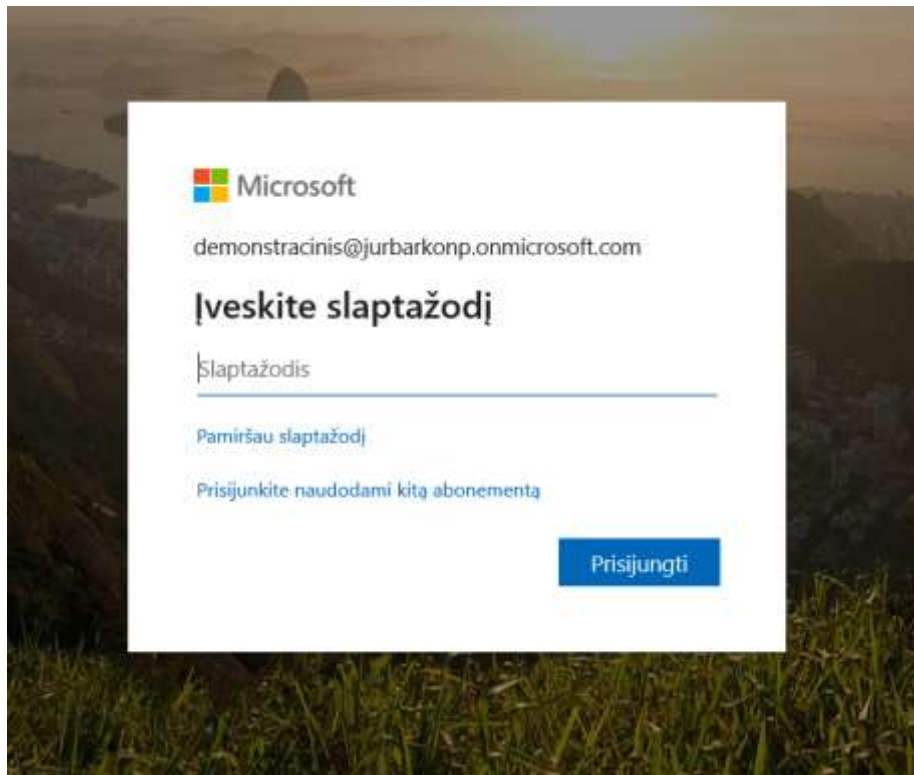 Microsoft
demonstracinis@jurbarkonp.onmicrosoft.com
Įveskite slaptažodį
Slaptažodis
Pamiršau slaptažodį
Prisijunkite naudodami kitą abonementą
Prisijungti